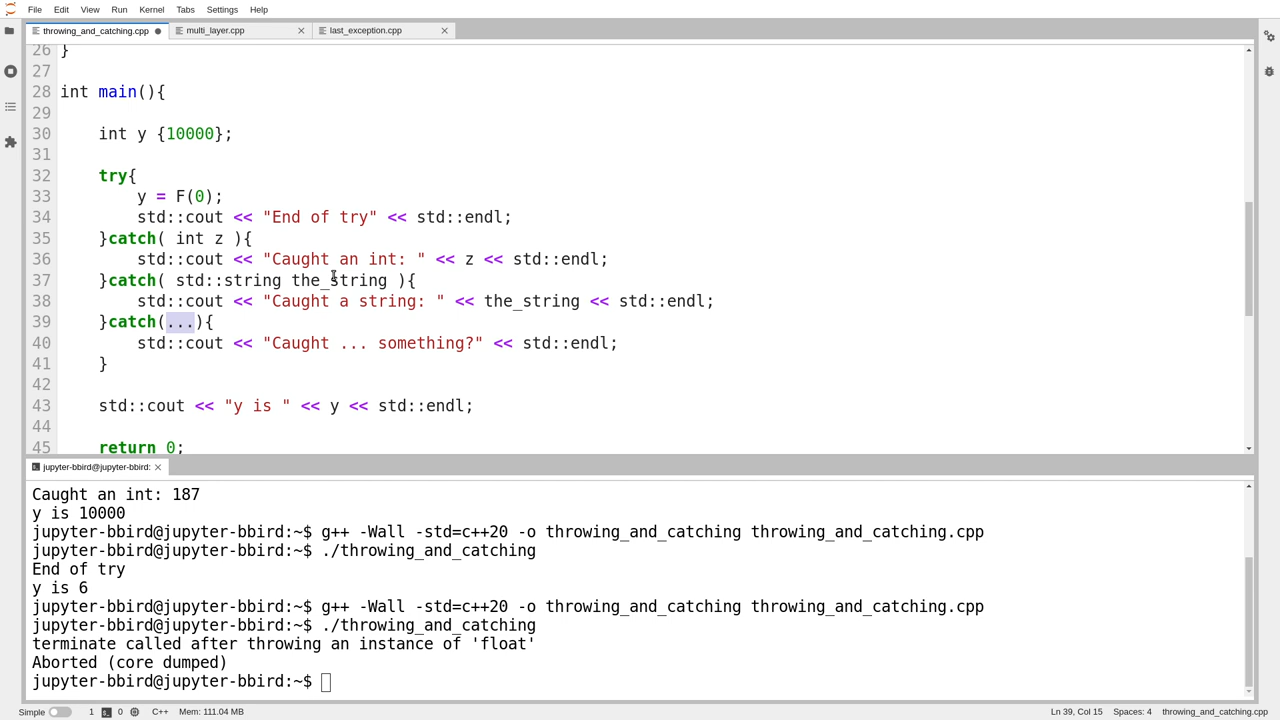 File Edit View Run Kernel Tabs Settings Help
throwing_and_catching.cpp multi_layer.cpp last_exception.cpp
26 }
27
28 int main(){
29
30     int y {10000};
31
32     try{
33         y = F(0);
34         std::cout << "End of try" << std::endl;
35     }catch( int z ){
36         std::cout << "Caught an int: " << z << std::endl;
37     }catch( std::string the_string ){
38         std::cout << "Caught a string: " << the_string << std::endl;
39     }catch(...){
40         std::cout << "Caught ... something?" << std::endl;
41     }
42
43     std::cout << "y is " << y << std::endl;
44
45     return 0;
jupyter-bbird@jupyter-bbird:
Caught an int: 187
y is 10000
jupyter-bbird@jupyter-bbird:~$ g++ -Wall -std=c++20 -o throwing_and_catching throwing_and_catching.cpp
jupyter-bbird@jupyter-bbird:~$ ./throwing_and_catching
End of try
y is 6
jupyter-bbird@jupyter-bbird:~$ g++ -Wall -std=c++20 -o throwing_and_catching throwing_and_catching.cpp
jupyter-bbird@jupyter-bbird:~$ ./throwing_and_catching
terminate called after throwing an instance of 'float'
Aborted (core dumped)
jupyter-bbird@jupyter-bbird:~$
Simple 1 0 C++ Mem: 111.04 MB Ln 39, Col 15 Spaces: 4 throwing_and_catching.cpp